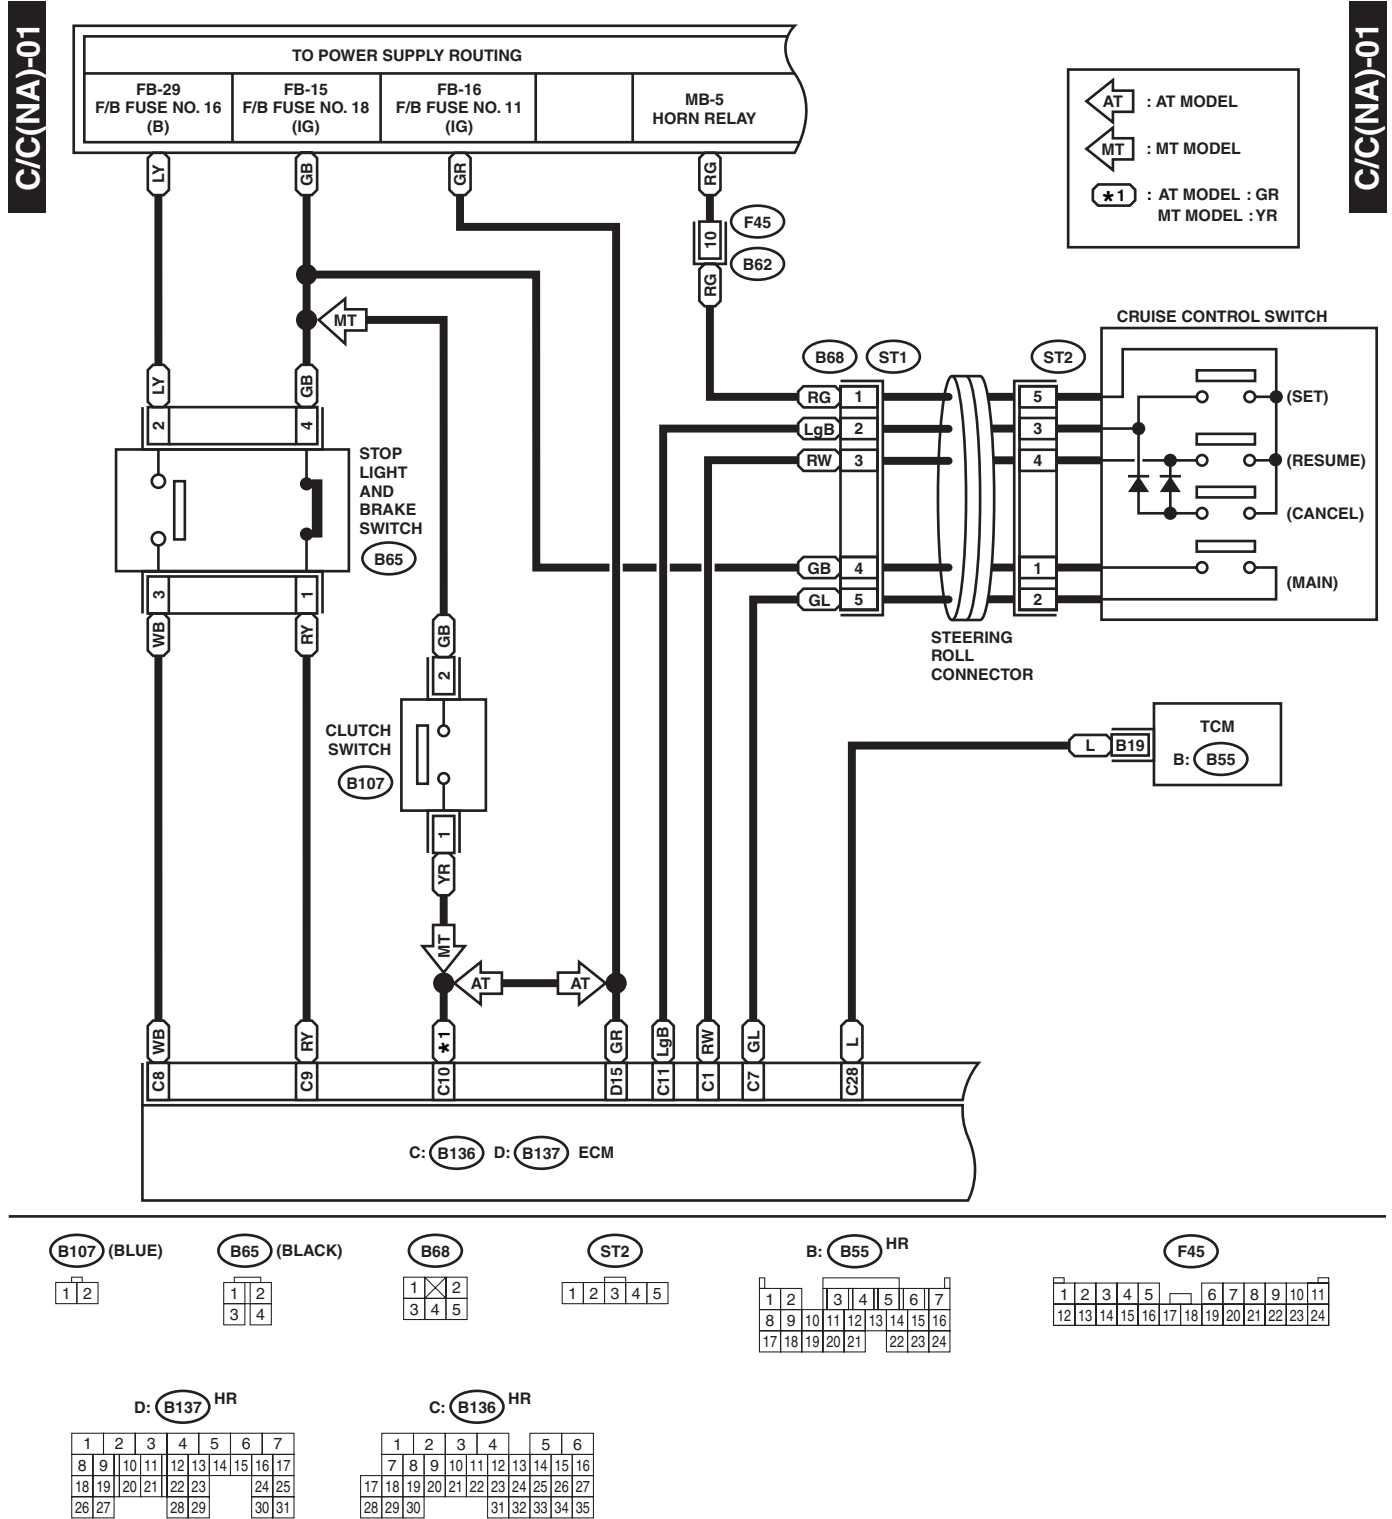 C/C(NA)-01
C/C(NA)-01
TO POWER SUPPLY ROUTING
FB-29
F/B FUSE NO. 16
(B)
FB-15
F/B FUSE NO. 18
(IG)
FB-16
F/B FUSE NO. 11
(IG)
MB-5
HORN RELAY
AT : AT MODEL
MT : MT MODEL
*1 : AT MODEL : GR
MT MODEL : YR
LY
GB
GR
RG
10
F45
B62
RG
MT
LY
GB
2
4
STOP
LIGHT
AND
BRAKE
SWITCH
B65
3
1
WB
RY
CRUISE CONTROL SWITCH
B68
ST1
ST2
RG 1 5
LgB 2 3
RW 3 4
GB 4 1
GL 5 2
(SET)
(RESUME)
(CANCEL)
(MAIN)
STEERING
ROLL
CONNECTOR
GB
2
CLUTCH
SWITCH
B107
1
YR
MT
AT
AT
TCM
B: B55
L B19
WB
RY
*1
GR
LgB
RW
GL
L
C8
C9
C10
D15
C11
C1
C7
C28
C: B136 D: B137 ECM
B107 (BLUE)
1 2
B65 (BLACK)
1 2
3 4
B68
1 2
3 4 5
ST2
1 2 3 4 5
B: B55 HR
1 2 3 4 5 6 7
8 9 10 11 12 13 14 15 16
17 18 19 20 21 22 23 24
F45
1 2 3 4 5 6 7 8 9 10 11
12 13 14 15 16 17 18 19 20 21 22 23 24
D: B137 HR
1 2 3 4 5 6 7
8 9 10 11 12 13 14 15 16 17
18 19 20 21 22 23 24 25
26 27 28 29 30 31
C: B136 HR
1 2 3 4 5 6
7 8 9 10 11 12 13 14 15 16
17 18 19 20 21 22 23 24 25 26 27
28 29 30 31 32 33 34 35